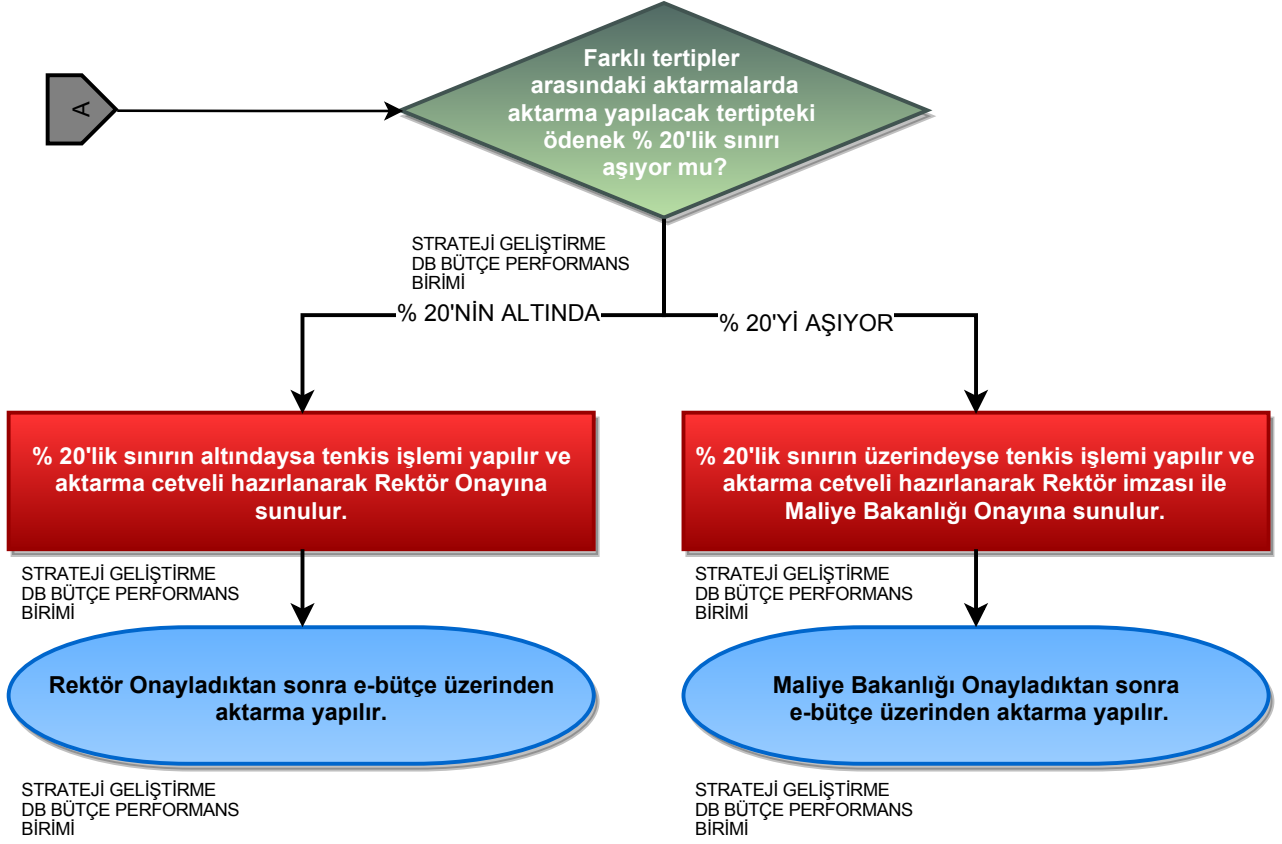 A
Farklı tertipler
arasındaki aktarmalarda
aktarma yapılacak tertipteki
ödenek % 20'lik sınırı
aşıyor mu?
STRATEJİ GELİŞTİRME
DB BÜTÇE PERFORMANS
BİRİMİ
% 20'NİN ALTINDA
% 20'Yİ AŞIYOR
% 20'lik sınırın altındaysa tenkis işlemi yapılır ve
aktarma cetveli hazırlanarak Rektör Onayına
sunulur.
% 20'lik sınırın üzerindeyse tenkis işlemi yapılır ve
aktarma cetveli hazırlanarak Rektör imzası ile
Maliye Bakanlığı Onayına sunulur.
STRATEJİ GELİŞTİRME
DB BÜTÇE PERFORMANS
BİRİMİ
STRATEJİ GELİŞTİRME
DB BÜTÇE PERFORMANS
BİRİMİ
Rektör Onayladıktan sonra e-bütçe üzerinden
aktarma yapılır.
Maliye Bakanlığı Onayladıktan sonra
e-bütçe üzerinden aktarma yapılır.
STRATEJİ GELİŞTİRME
DB BÜTÇE PERFORMANS
BİRİMİ
STRATEJİ GELİŞTİRME
DB BÜTÇE PERFORMANS
BİRİMİ